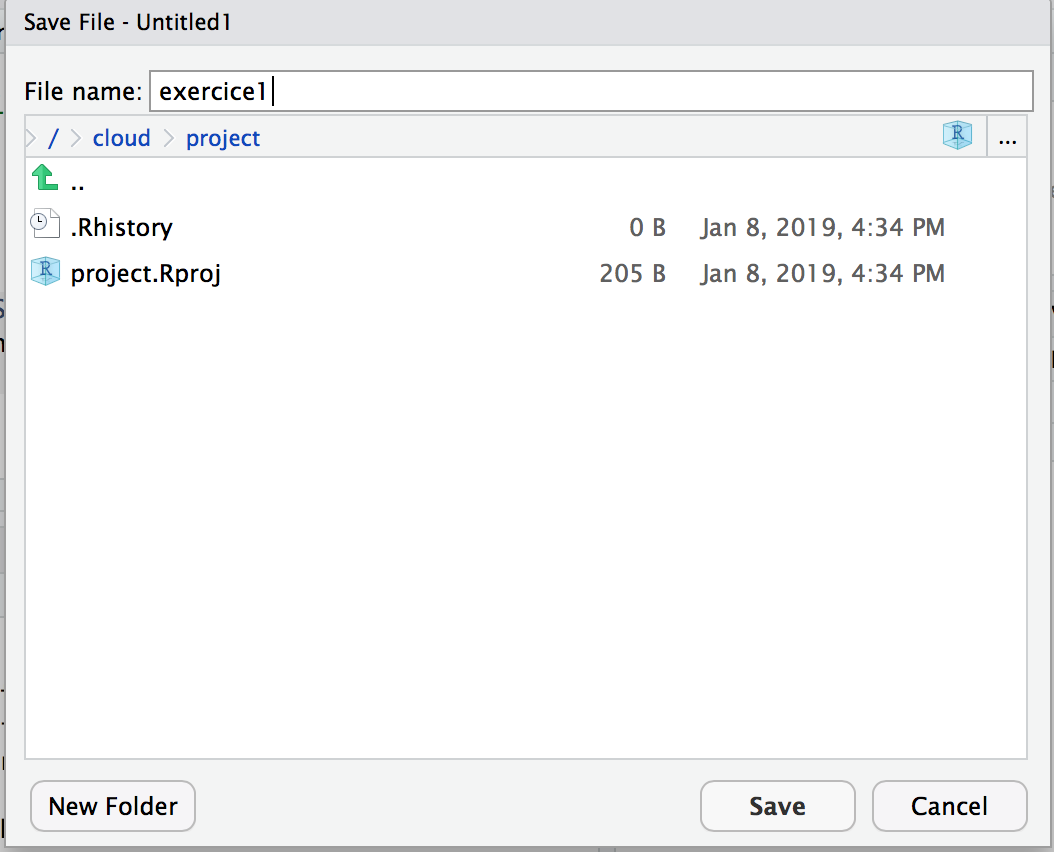 Save File - Untitled1
File name: exercice1
/ cloud project R ...
..
.Rhistory 0 B Jan 8, 2019, 4:34 PM
R project.Rproj 205 B Jan 8, 2019, 4:34 PM
New Folder Save Cancel